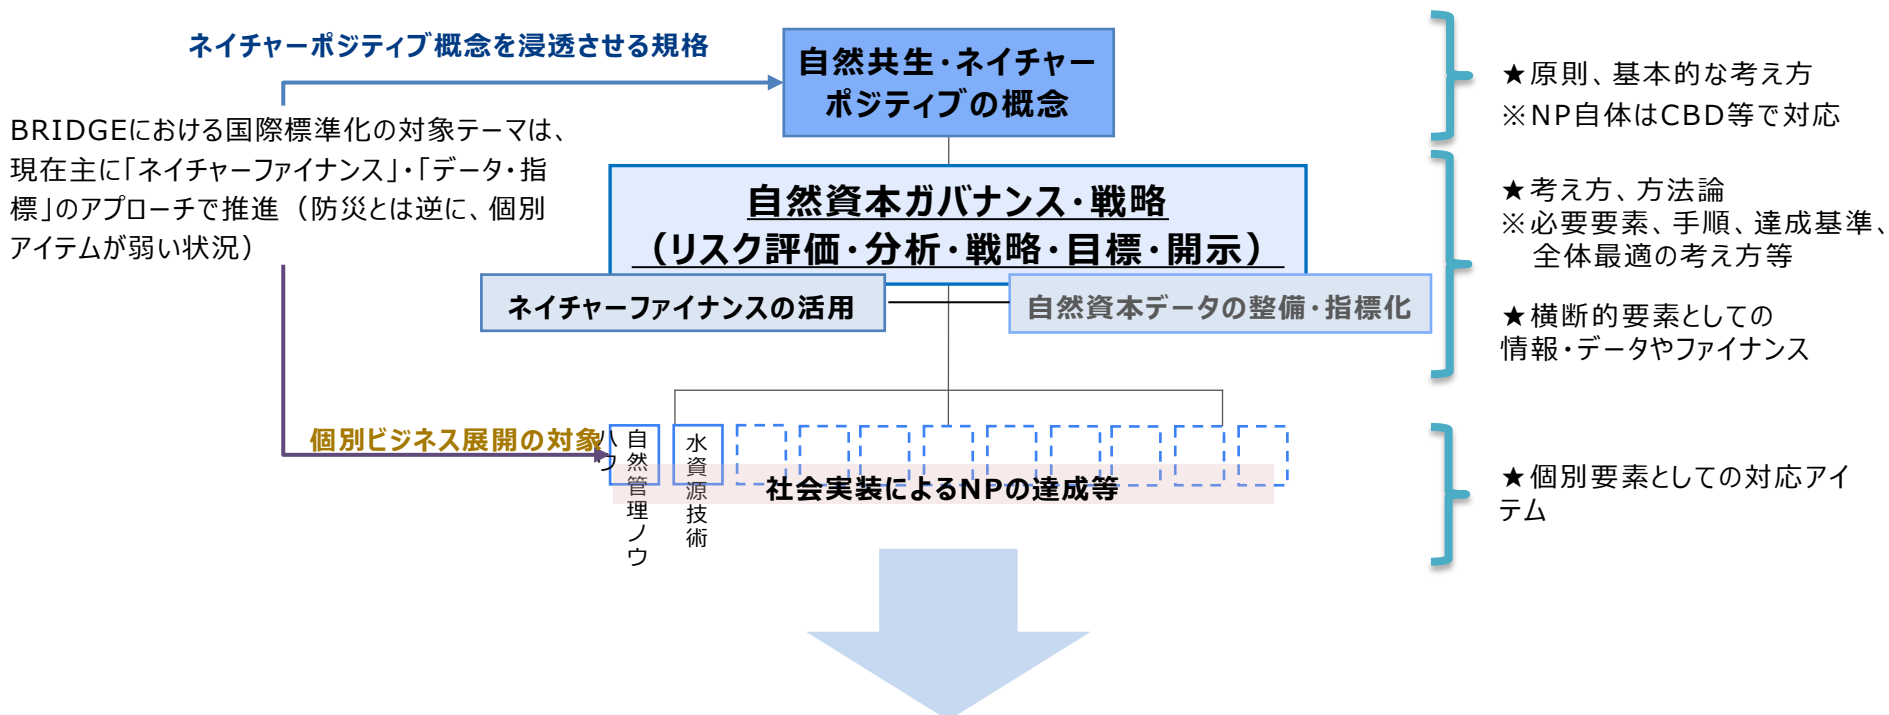 ネイチャーポジティブ概念を浸透させる規格
自然共生・ネイチャー
ポジティブの概念
★原則、基本的な考え方
※NP自体はCBD等で対応
BRIDGEにおける国際標準化の対象テーマは、
現在主に「ネイチャーファイナンス」・「データ・指
標」のアプローチで推進（防災とは逆に、個別
アイテムが弱い状況）
自然資本ガバナンス・戦略
（リスク評価・分析・戦略・目標・開示）
★考え方、方法論
※必要要素、手順、達成基準、
全体最適の考え方等
ネイチャーファイナンスの活用
自然資本データの整備・指標化
★横断的要素としての
情報・データやファイナンス
個別ビジネス展開の対象
自然管理ノウ
ハウ
水資源技術
社会実装によるNPの達成等
★個別要素としての対応アイ
テム